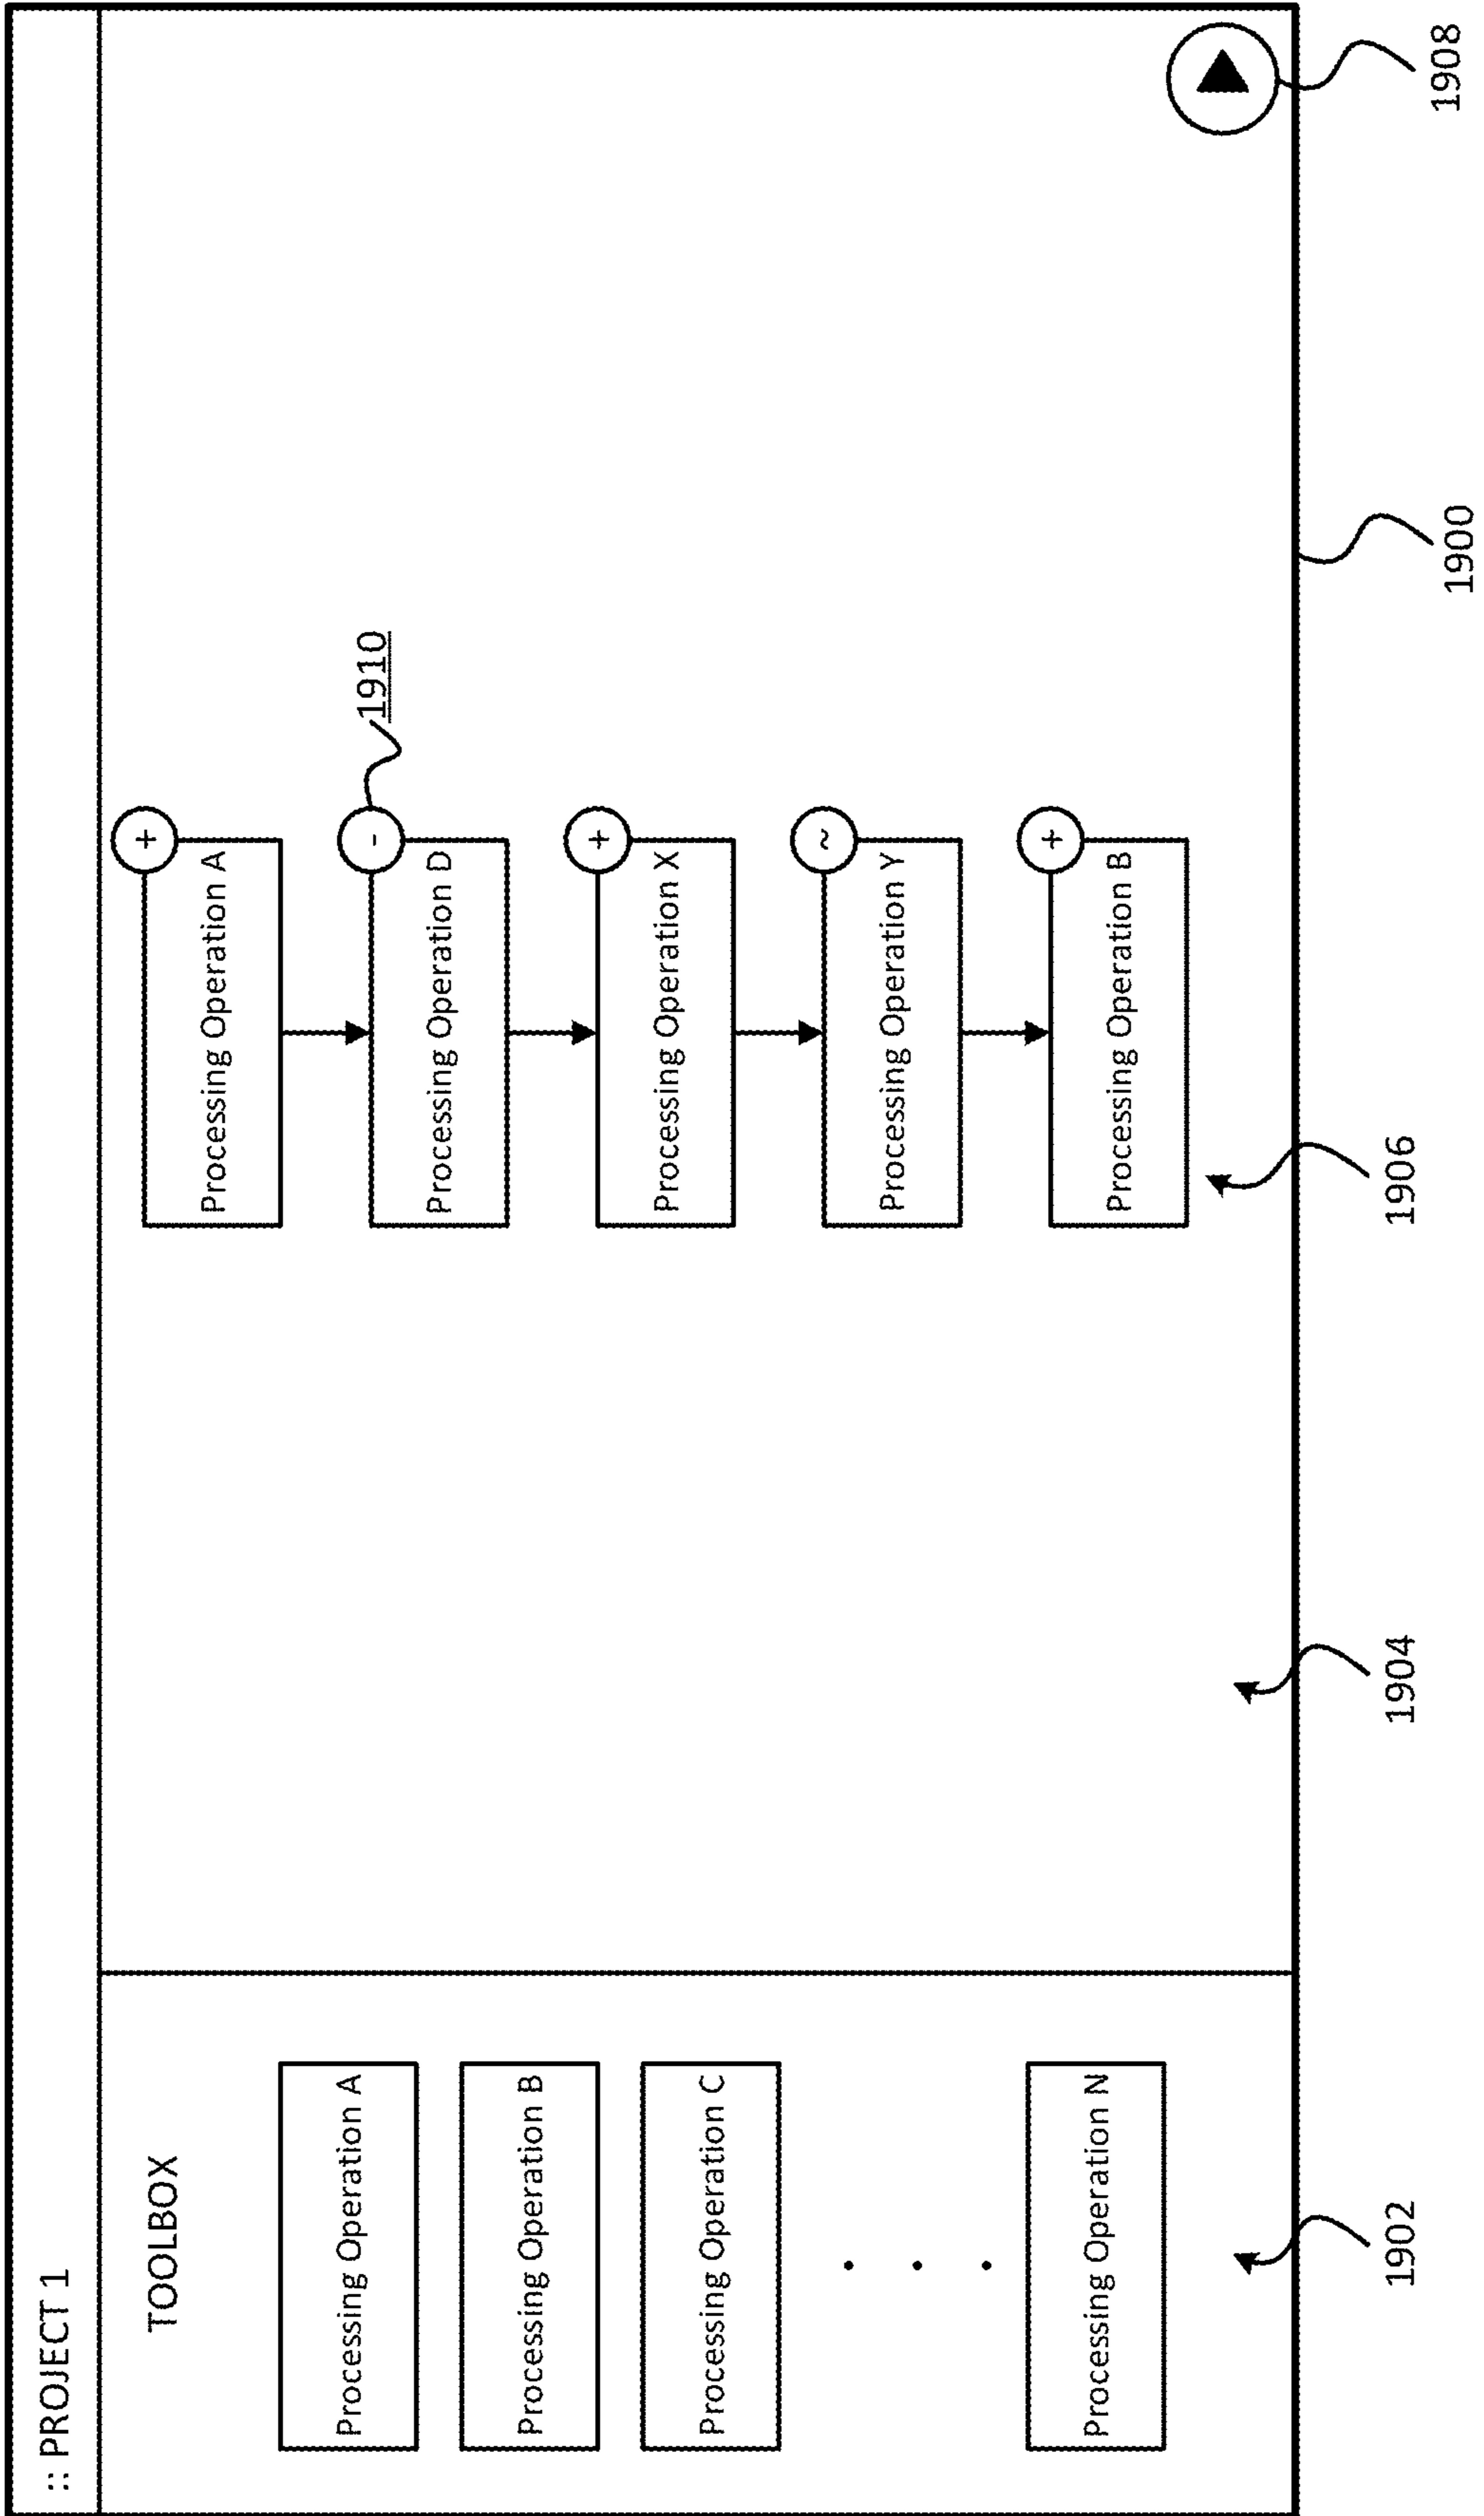 :: PROJECT 1
TOOLBOX
Processing Operation A
Processing Operation B
Processing Operation C
Processing Operation N
+
Processing Operation A
-
1910
Processing Operation D
+
Processing Operation X
~
Processing Operation Y
+
Processing Operation B
1902
1904
1906
1900
1908